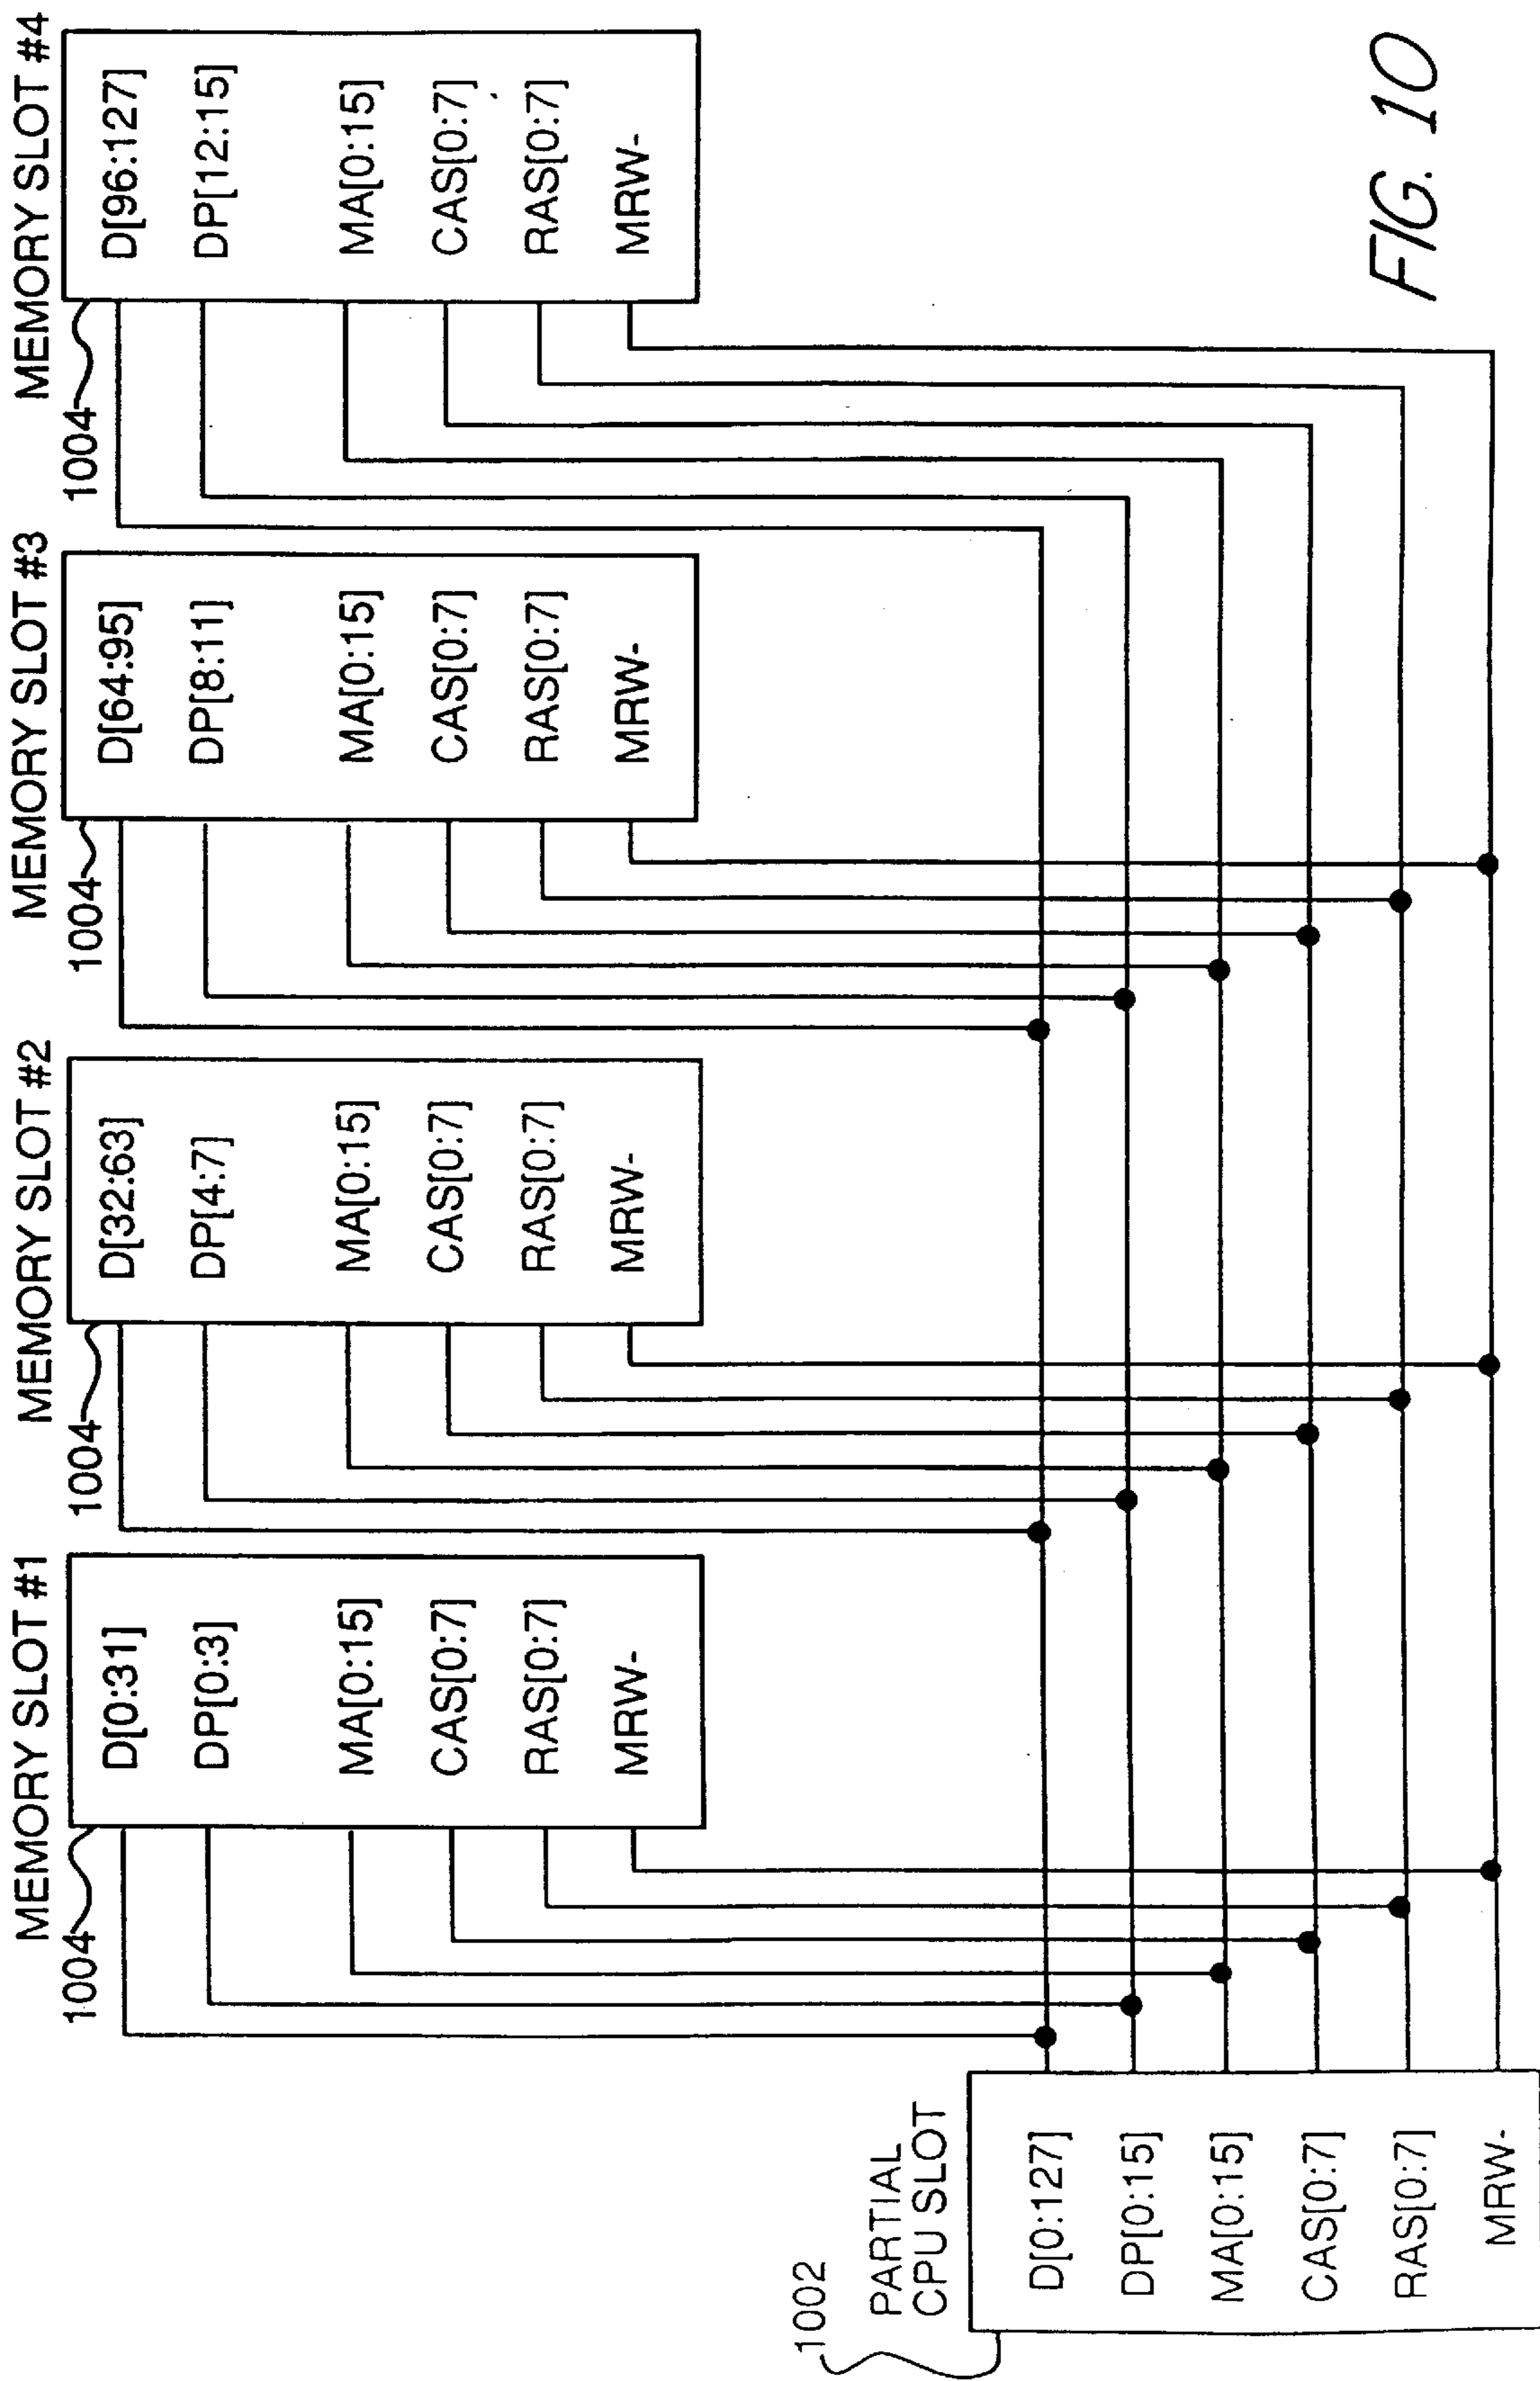 MEMORY SLOT #1
1004
D[0:31]
DP[0:3]
MA[0:15]
CAS[0:7]
RAS[0:7]
MRW-
MEMORY SLOT #2
1004
D[32:63]
DP[4:7]
MA[0:15]
CAS[0:7]
RAS[0:7]
MRW-
MEMORY SLOT #3
1004
D[64:95]
DP[8:11]
MA[0:15]
CAS[0:7]
RAS[0:7]
MRW-
MEMORY SLOT #4
1004
D[96:127]
DP[12:15]
MA[0:15]
CAS[0:7]
RAS[0:7]
MRW-
1002
PARTIAL
CPU SLOT
D[0:127]
DP[0:15]
MA[0:15]
CAS[0:7]
RAS[0:7]
MRW-
FIG. 10